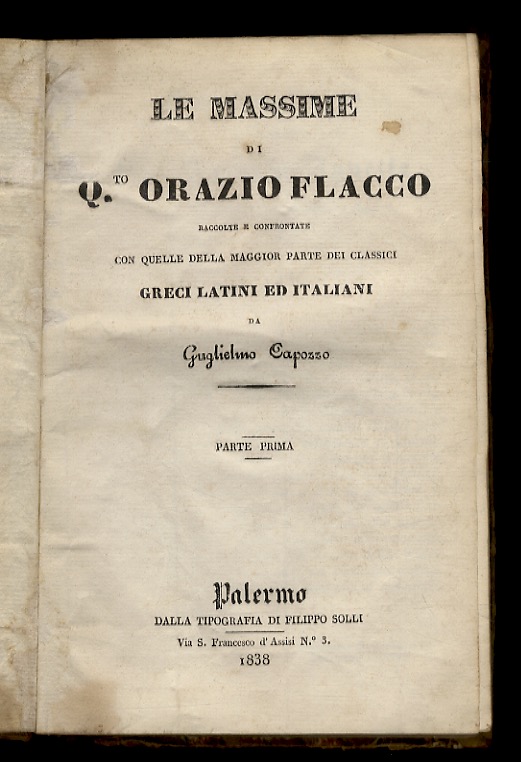 LE MASSIME
DI
Q.TO ORAZIO FLACCO
RACCOLTE E CONFRONTATE
CON QUELLE DELLA MAGGIOR PARTE DEI CLASSICI
GRECI LATINI ED ITALIANI
DA
Guglielmo Capozzo
PARTE PRIMA
Palermo
DALLA TIPOGRAFIA DI FILIPPO SOLLI
Via S. Francesco d' Assisi N.° 3.
1838